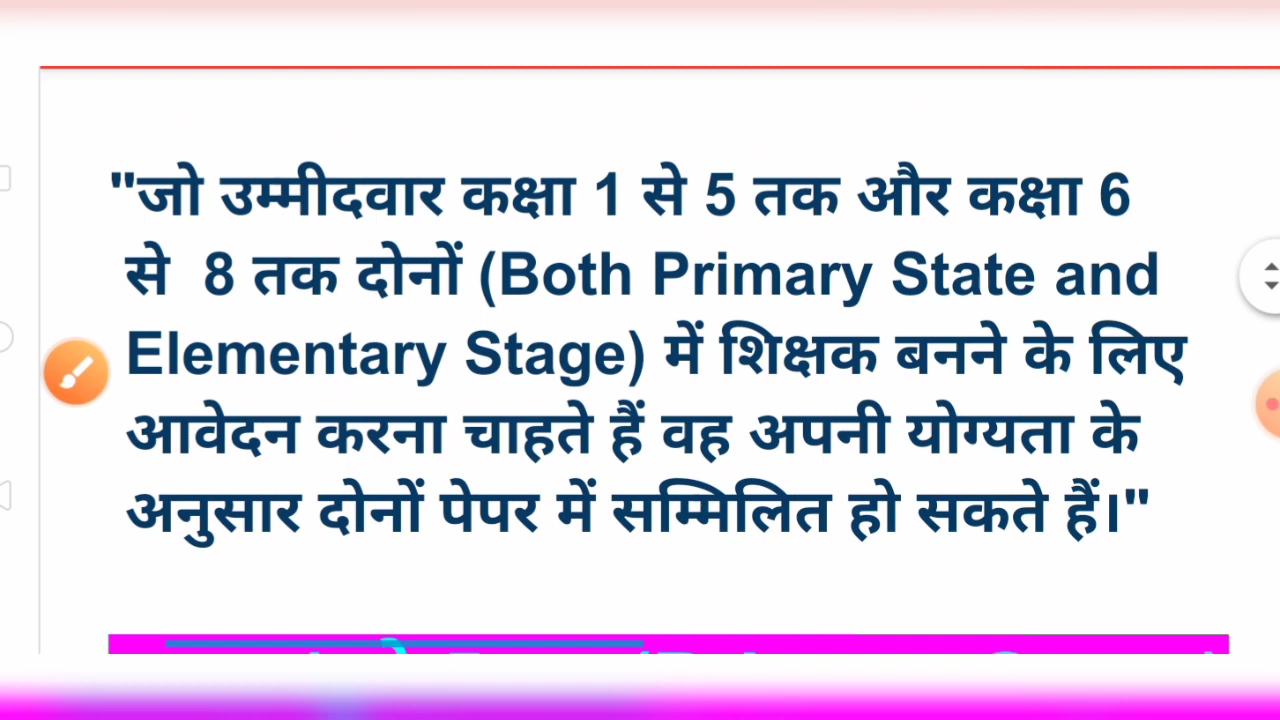 "जो उम्मीदवार कक्षा 1 से 5 तक और कक्षा 6
से 8 तक दोनों (Both Primary State and
Elementary Stage) में शिक्षक बनने के लिए
आवेदन करना चाहते हैं वह अपनी योग्यता के
अनुसार दोनों पेपर में सम्मिलित हो सकते हैं।"